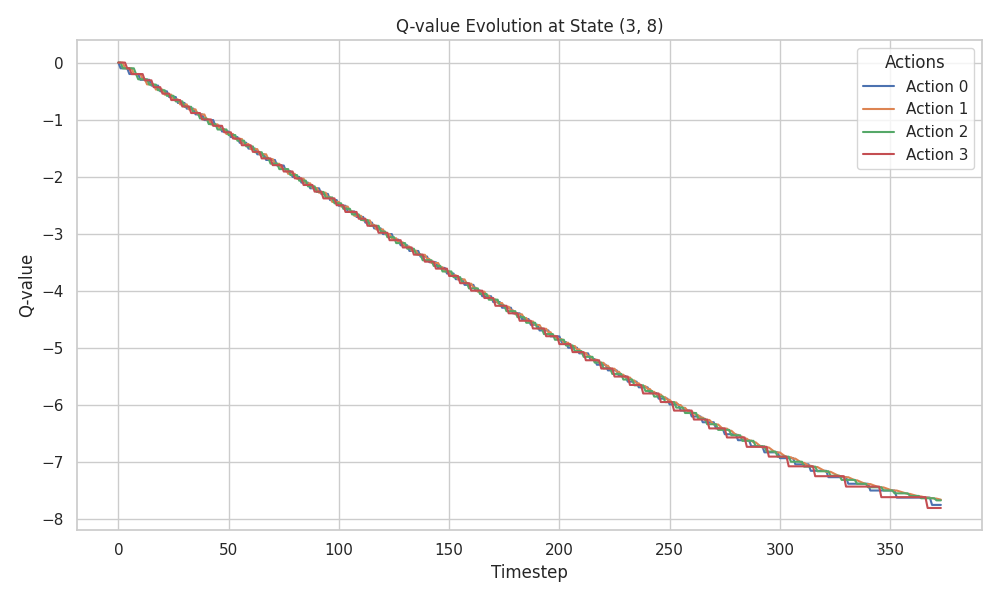 Q-value Evolution at State (3, 8)
Actions
Action 0
Action 1
Action 2
Action 3
Q-value
0
−1
−2
−3
−4
−5
−6
−7
−8
0 50 100 150 200 250 300 350
Timestep